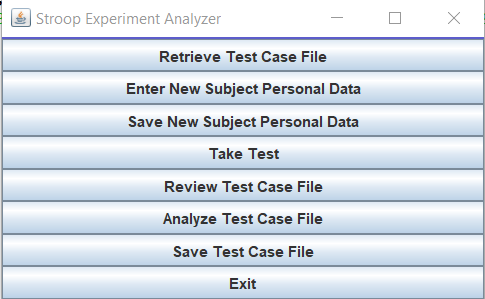 Stroop Experiment Analyzer
Retrieve Test Case File
Enter New Subject Personal Data
Save New Subject Personal Data
Take Test
Review Test Case File
Analyze Test Case File
Save Test Case File
Exit